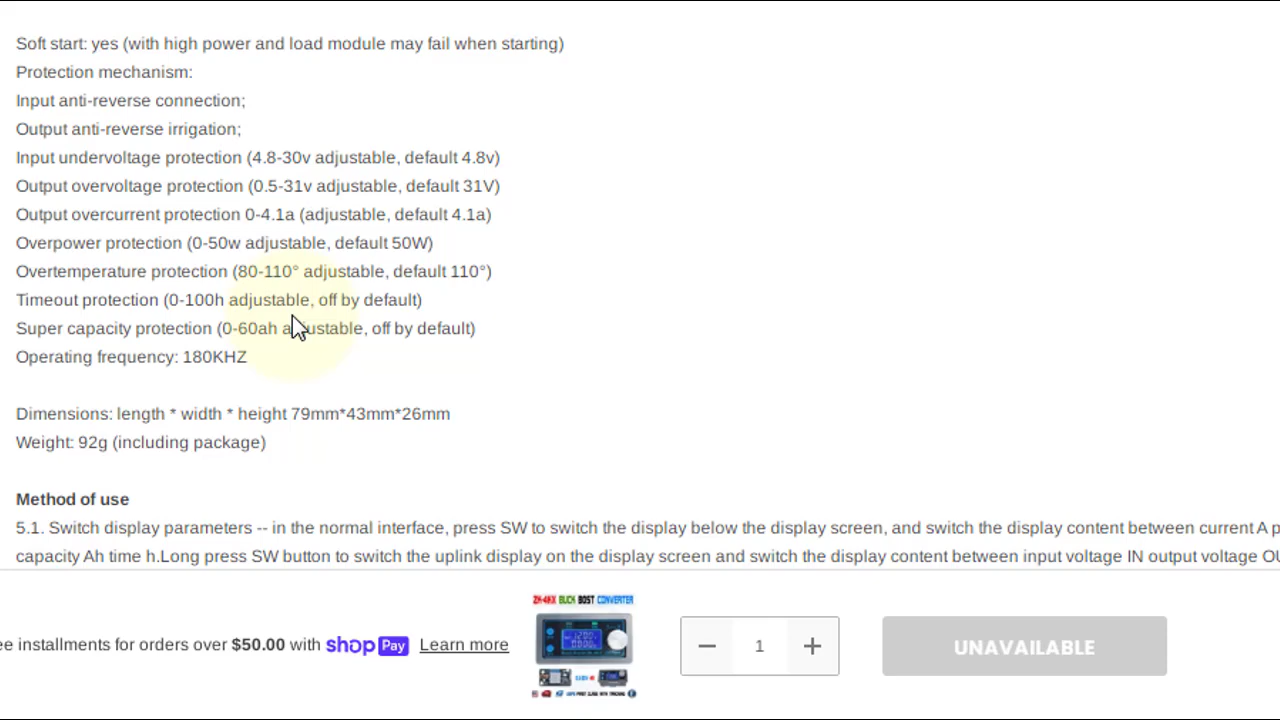 Soft start: yes (with high power and load module may fail when starting)
Protection mechanism:
Input anti-reverse connection;
Output anti-reverse irrigation;
Input undervoltage protection (4.8-30v adjustable, default 4.8v)
Output overvoltage protection (0.5-31v adjustable, default 31V)
Output overcurrent protection 0-4.1a (adjustable, default 4.1a)
Overpower protection (0-50w adjustable, default 50W)
Overtemperature protection (80-110° adjustable, default 110°)
Timeout protection (0-100h adjustable, off by default)
Super capacity protection (0-60ah adjustable, off by default)
Operating frequency: 180KHZ
Dimensions: length * width * height 79mm*43mm*26mm
Weight: 92g (including package)
Method of use
5.1. Switch display parameters -- in the normal interface, press SW to switch the display below the display screen, and switch the display content between current A p
capacity Ah time h.Long press SW button to switch the uplink display on the display screen and switch the display content between input voltage IN output voltage OU
ee installments for orders over $50.00 with shop Pay Learn more
BUCK BOST CONVERTER
− 1 +
UNAVAILABLE